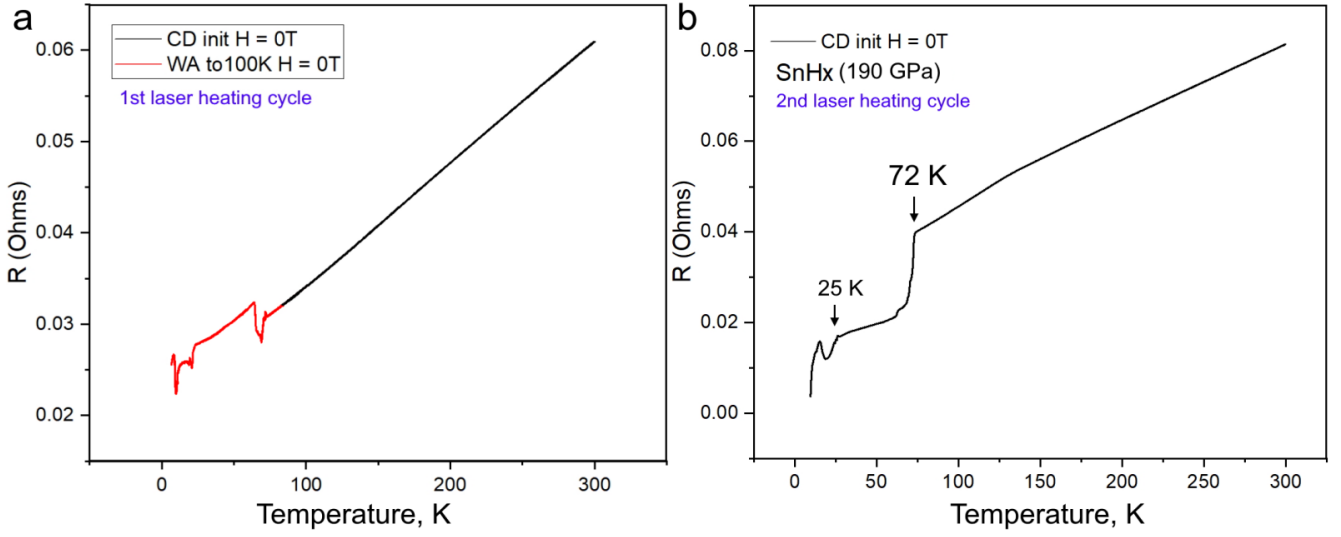 a
CD init H = 0T
WA to100K H = 0T
1st laser heating cycle
0.06
0.05
0.04
0.03
0.02
R (Ohms)
0
100
200
300
Temperature, K
b
CD init H = 0T
SnHx (190 GPa)
2nd laser heating cycle
72 K
25 K
0.08
0.06
0.04
0.02
0.00
R (Ohms)
0
50
100
150
200
250
300
Temperature, K